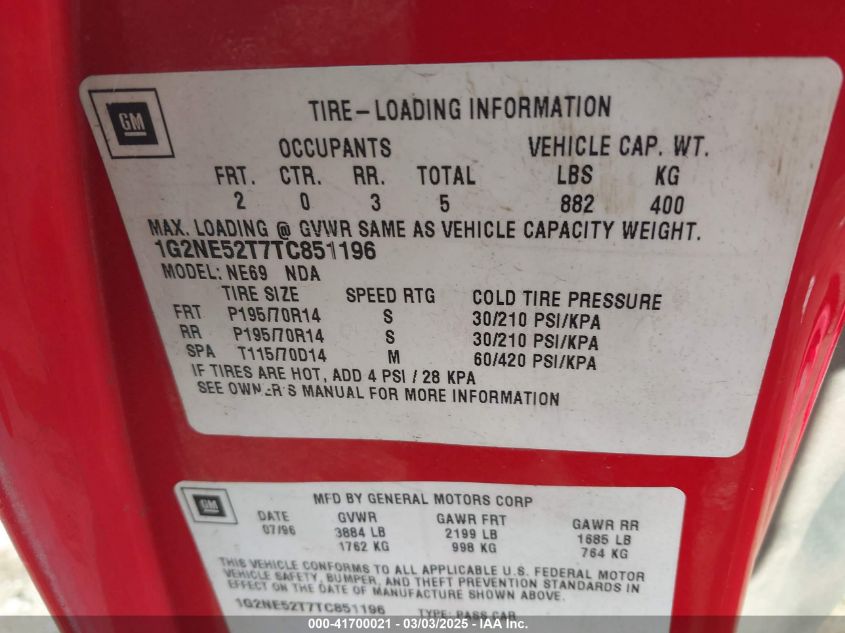 GM
TIRE-LOADING INFORMATION
OCCUPANTS VEHICLE CAP. WT.
FRT. CTR. RR. TOTAL LBS KG
2 0 3 5 882 400
MAX. LOADING @ GVWR SAME AS VEHICLE CAPACITY WEIGHT.
1G2NE52T7TC851196
MODEL: NE69 NDA
TIRE SIZE SPEED RTG COLD TIRE PRESSURE
FRT P195/70R14 S 30/210 PSI/KPA
RR P195/70R14 S 30/210 PSI/KPA
SPA T115/70D14 M 60/420 PSI/KPA
IF TIRES ARE HOT, ADD 4 PSI / 28 KPA
SEE OWNER'S MANUAL FOR MORE INFORMATION
GM
MFD BY GENERAL MOTORS CORP
DATE GVWR GAWR FRT GAWR RR
07/96 3884 LB 2199 LB 1685 LB
1762 KG 998 KG 764 KG
THIS VEHICLE CONFORMS TO ALL APPLICABLE U.S. FEDERAL MOTOR
VEHICLE SAFETY, BUMPER, AND THEFT PREVENTION STANDARDS IN
EFFECT ON THE DATE OF MANUFACTURE SHOWN ABOVE.
1G2NE52T7TC851196 TYPE: PASS CAR
000-41700021 - 03/03/2025 - IAA Inc.